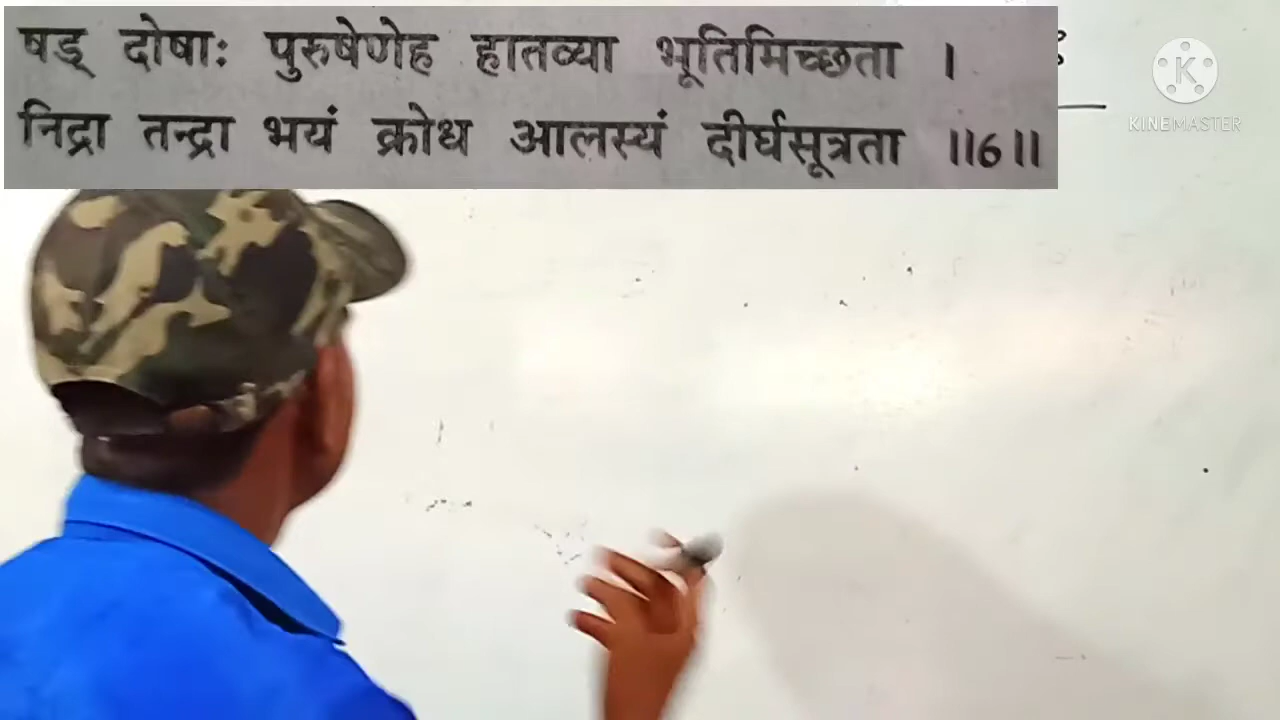 षड् दोषाः पुरुषेणेह हातव्या भूतिमिच्छता ।
निद्रा तन्द्रा भयं क्रोध आलस्यं दीर्घसूत्रता ॥6॥
K
KINEMASTER